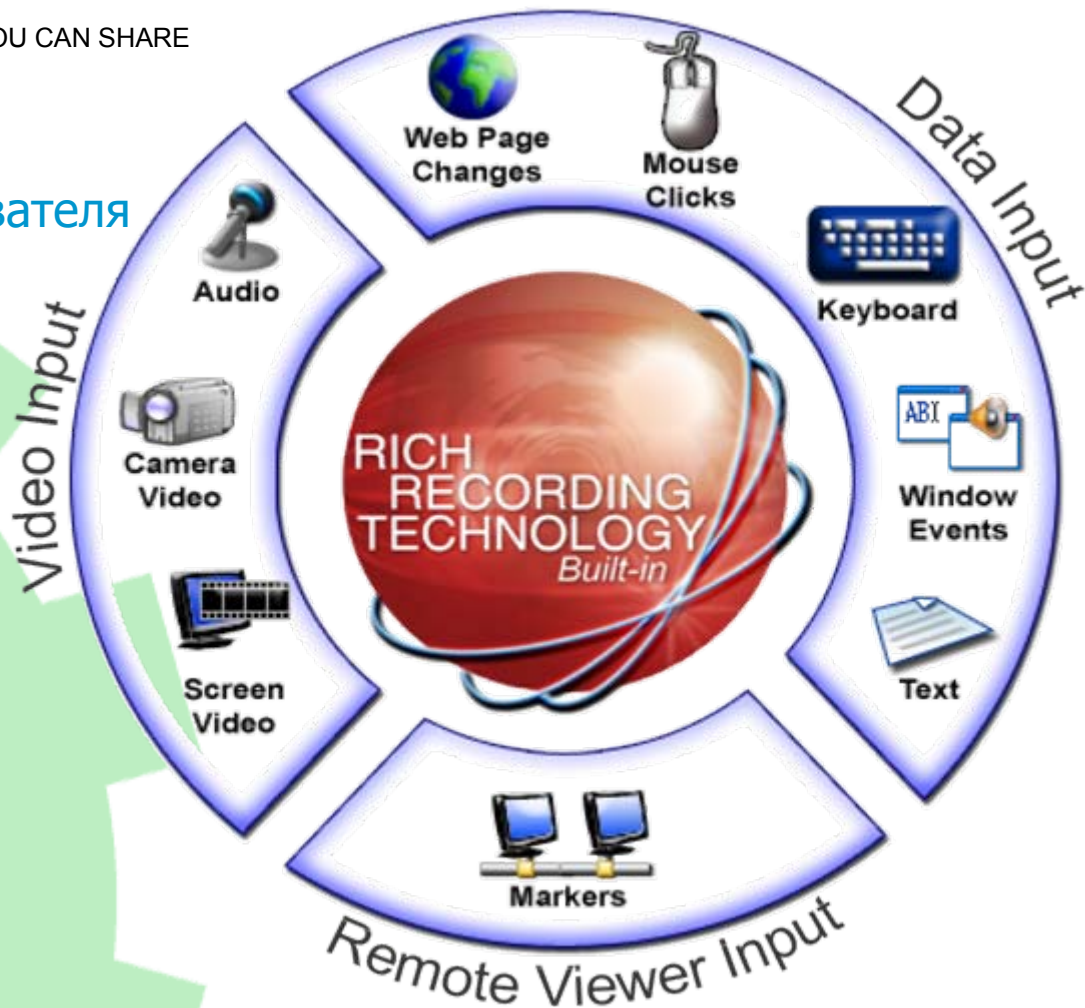 OU CAN SHARE
вателя
Web Page
Changes
Mouse
Clicks
Data Input
Keyboard
ABI
Window
Events
Text
Audio
Camera
Video
Screen
Video
Video Input
RICH
RECORDING
TECHNOLOGY
Built-in
Markers
Remote Viewer Input